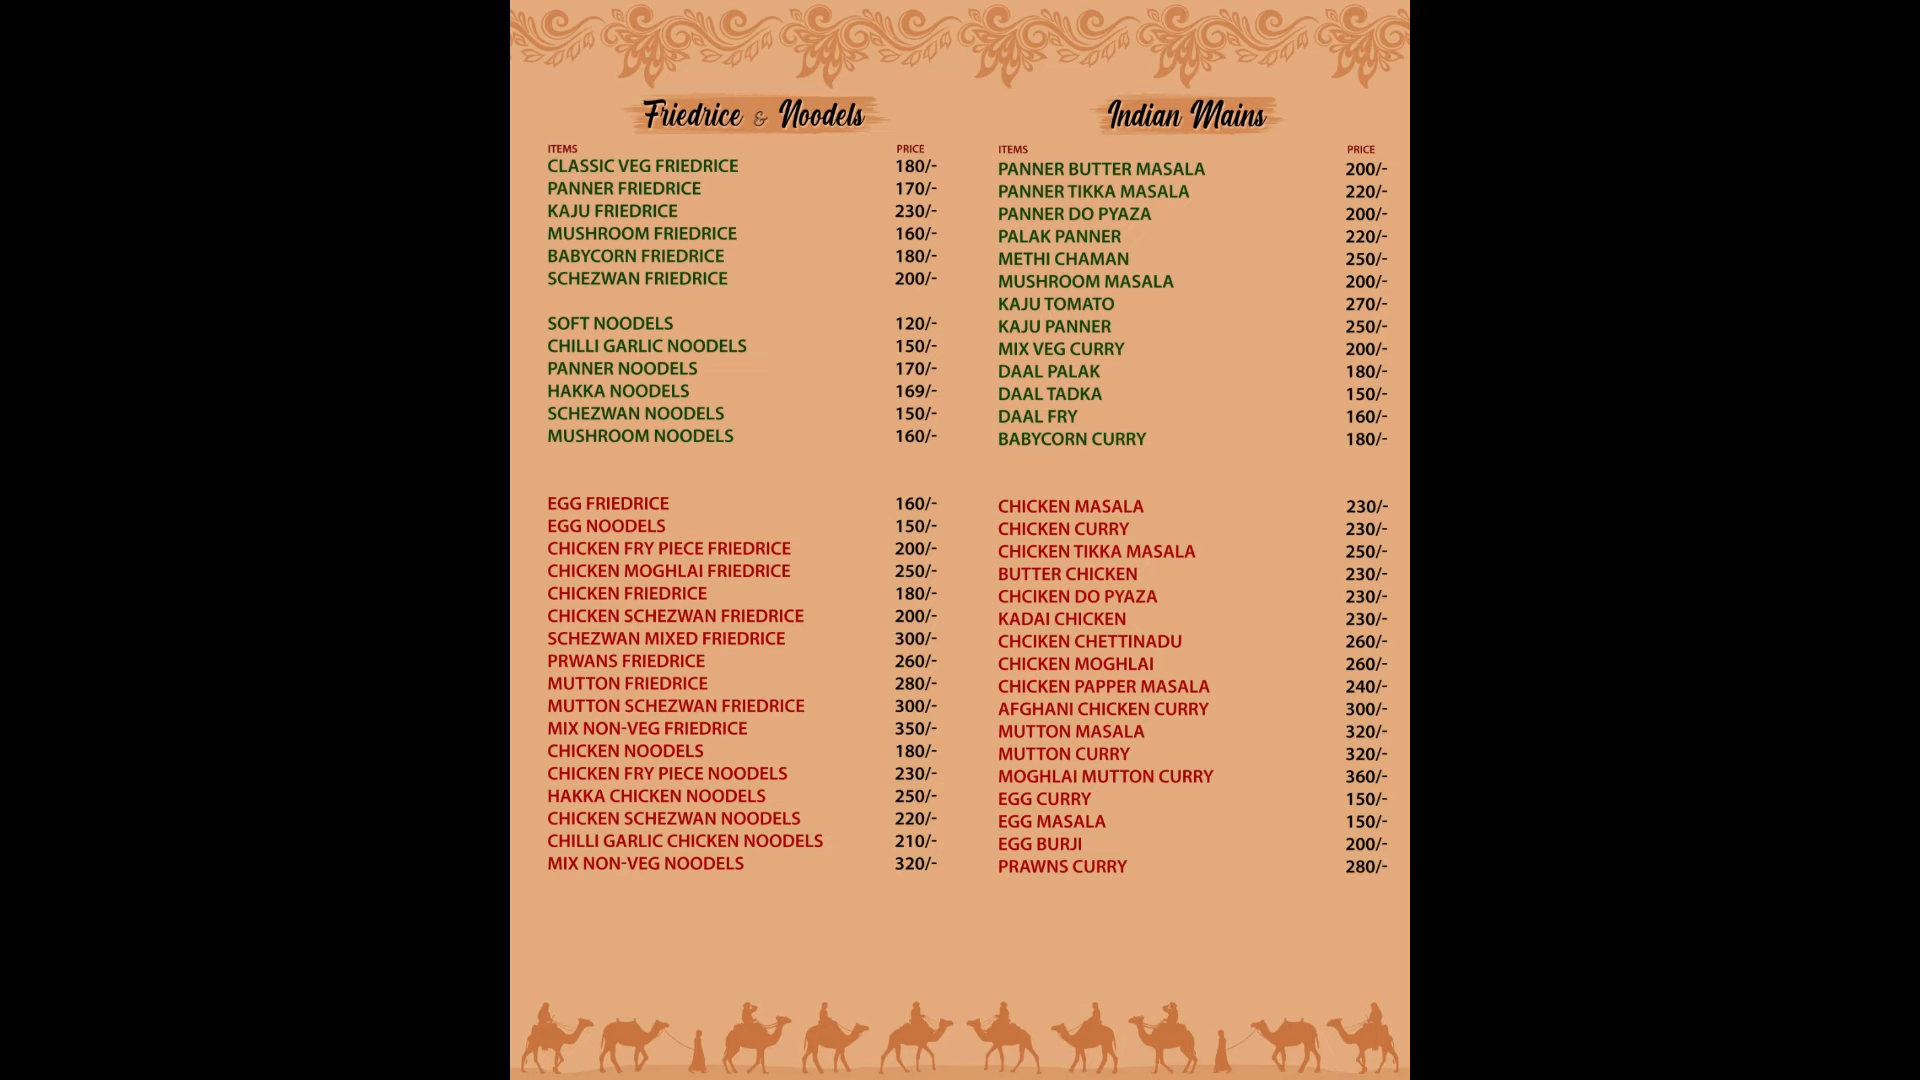 Friedrice & Noodels
ITEMS PRICE
CLASSIC VEG FRIEDRICE 180/-
PANNER FRIEDRICE 170/-
KAJU FRIEDRICE 230/-
MUSHROOM FRIEDRICE 160/-
BABYCORN FRIEDRICE 180/-
SCHEZWAN FRIEDRICE 200/-
SOFT NOODELS 120/-
CHILLI GARLIC NOODELS 150/-
PANNER NOODELS 170/-
HAKKA NOODELS 169/-
SCHEZWAN NOODELS 150/-
MUSHROOM NOODELS 160/-
EGG FRIEDRICE 160/-
EGG NOODELS 150/-
CHICKEN FRY PIECE FRIEDRICE 200/-
CHICKEN MOGHLAI FRIEDRICE 250/-
CHICKEN FRIEDRICE 180/-
CHICKEN SCHEZWAN FRIEDRICE 200/-
SCHEZWAN MIXED FRIEDRICE 300/-
PRWANS FRIEDRICE 260/-
MUTTON FRIEDRICE 280/-
MUTTON SCHEZWAN FRIEDRICE 300/-
MIX NON-VEG FRIEDRICE 350/-
CHICKEN NOODELS 180/-
CHICKEN FRY PIECE NOODELS 230/-
HAKKA CHICKEN NOODELS 250/-
CHICKEN SCHEZWAN NOODELS 220/-
CHILLI GARLIC CHICKEN NOODELS 210/-
MIX NON-VEG NOODELS 320/-
Indian Mains
ITEMS PRICE
PANNER BUTTER MASALA 200/-
PANNER TIKKA MASALA 220/-
PANNER DO PYAZA 200/-
PALAK PANNER 220/-
METHI CHAMAN 250/-
MUSHROOM MASALA 200/-
KAJU TOMATO 270/-
KAJU PANNER 250/-
MIX VEG CURRY 200/-
DAAL PALAK 180/-
DAAL TADKA 150/-
DAAL FRY 160/-
BABYCORN CURRY 180/-
CHICKEN MASALA 230/-
CHICKEN CURRY 230/-
CHICKEN TIKKA MASALA 250/-
BUTTER CHICKEN 230/-
CHCIKEN DO PYAZA 230/-
KADAI CHICKEN 230/-
CHCIKEN CHETTINADU 260/-
CHICKEN MOGHLAI 260/-
CHICKEN PAPPER MASALA 240/-
AFGHANI CHICKEN CURRY 300/-
MUTTON MASALA 320/-
MUTTON CURRY 320/-
MOGHLAI MUTTON CURRY 360/-
EGG CURRY 150/-
EGG MASALA 150/-
EGG BURJI 200/-
PRAWNS CURRY 280/-